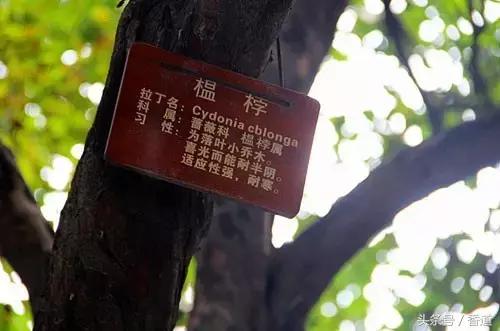 榅 桲
拉丁名：Cydonia cblonga
科 属：蔷薇科 榅桲属
习 性：为落叶小乔木。
喜光而能耐半阴。
适应性强，耐寒。
头条号／香道